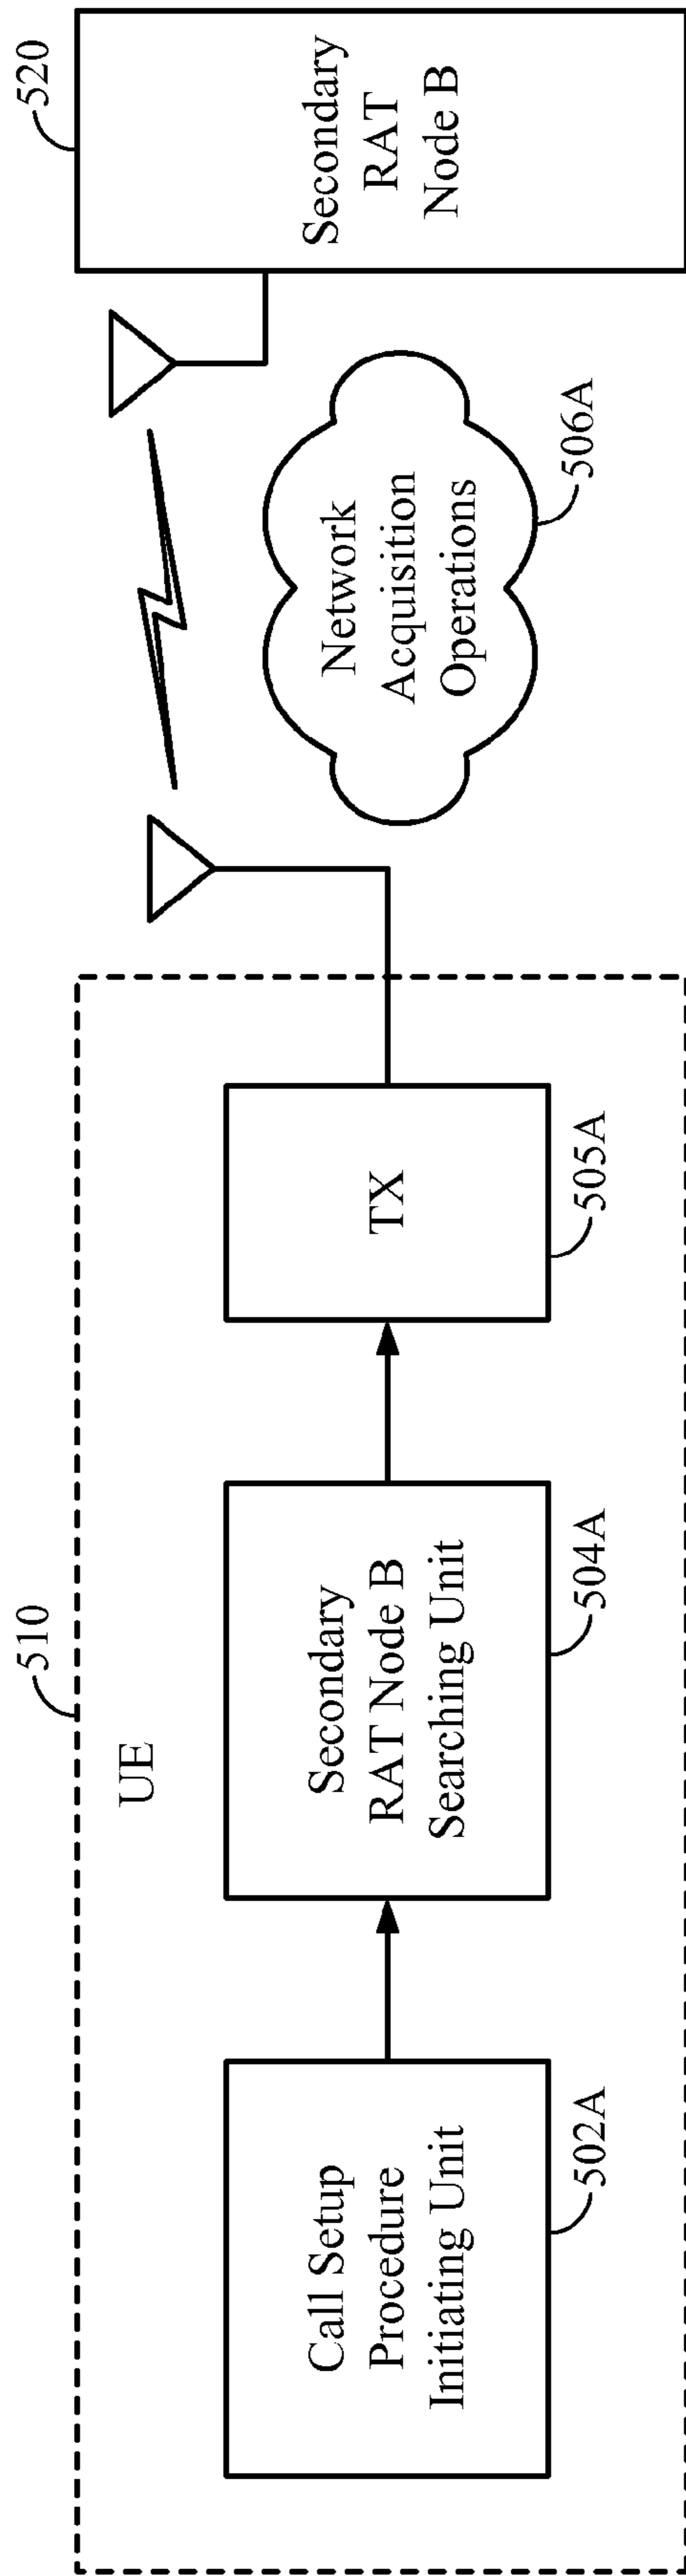 510
UE
Call Setup
Procedure
Initiating Unit
502A
Secondary
RAT Node B
Searching Unit
504A
TX
505A
Network
Acquisition
Operations
506A
520
Secondary
RAT
Node B